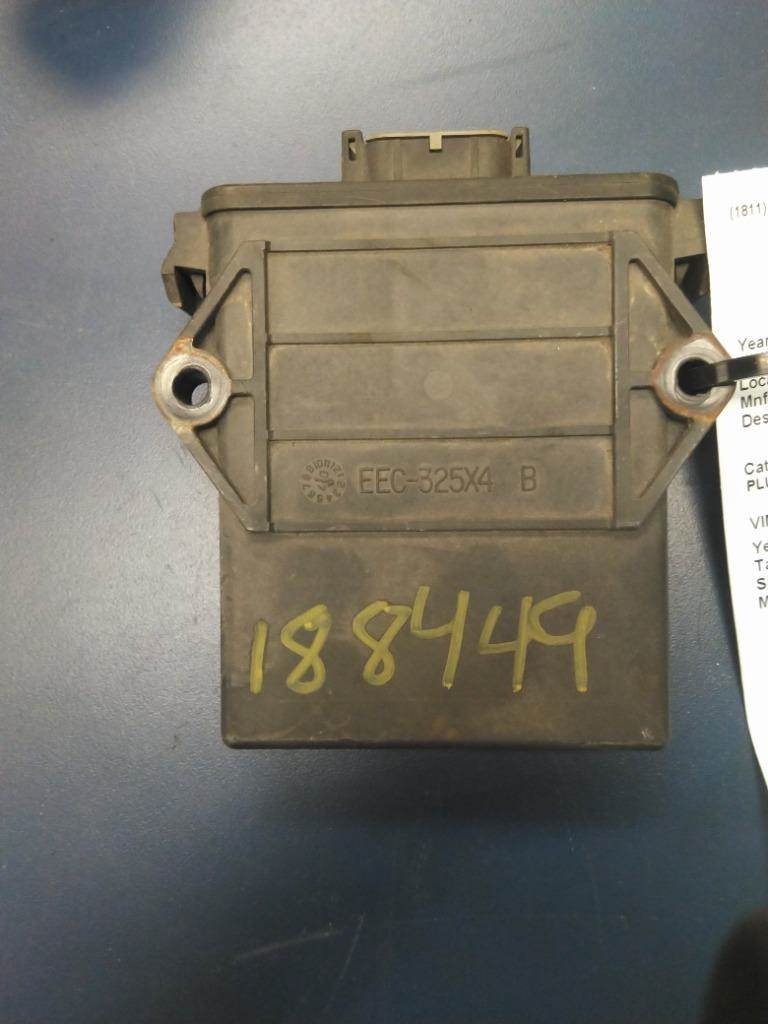 EEC-325X4 B
188449
(1811)
Year
Loca
Mnf
Des
Cat
PLU
VIN
Ye
Ta
S
M